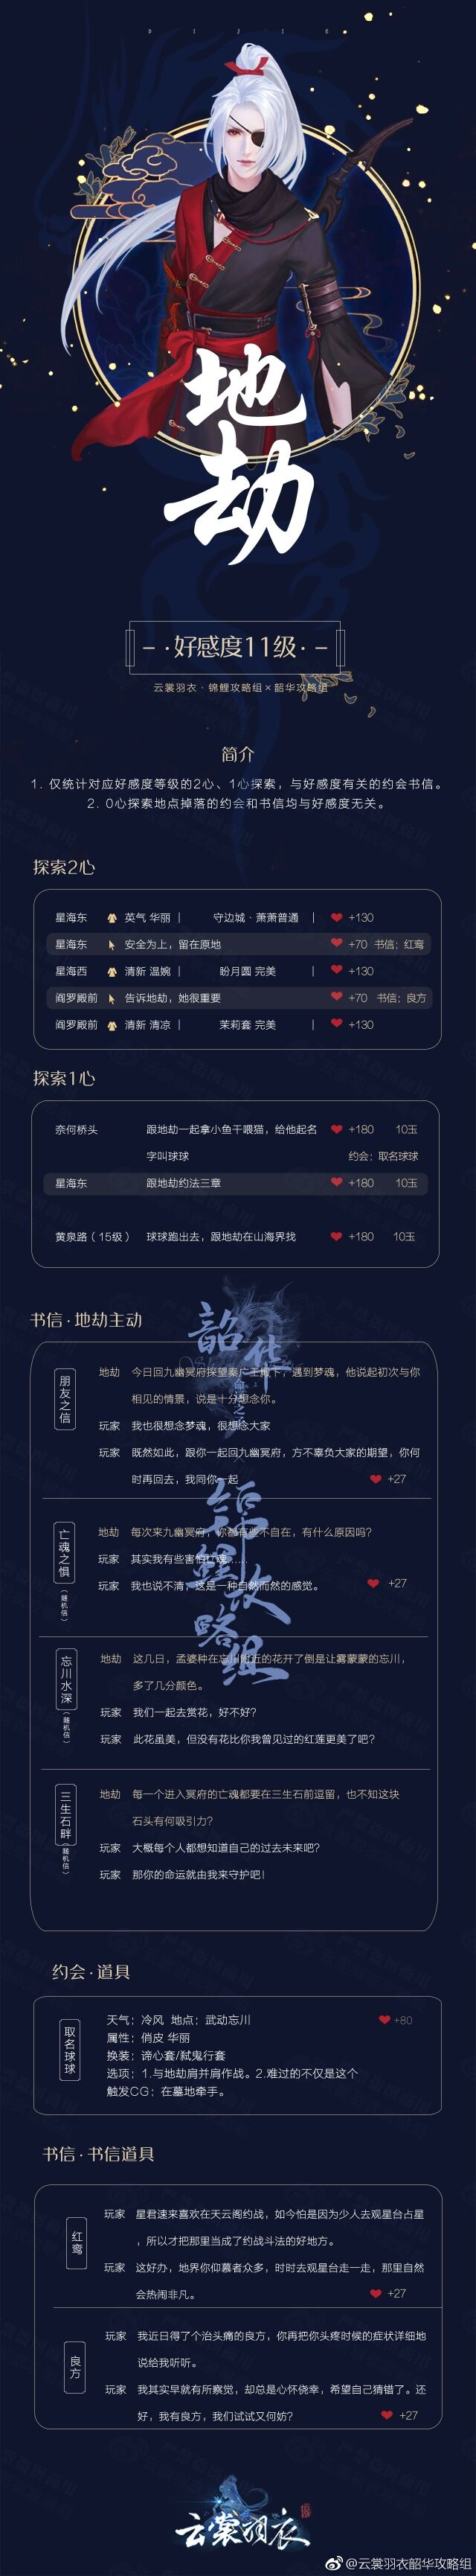 DIJIE
地劫
好感度11级
云裳羽衣·锦鲤攻略组×韶华攻略组
简介
1. 仅统计对应好感度等级的2心、1心探索，与好感度有关的约会书信。
2. 0心探索地点掉落的约会和书信均与好感度无关。
探索2心
星海东 英气 华丽 | 守边城·萧萧普通 | +130
星海东 安全为上，留在原地 +70 书信：红鸾
星海西 清新 温婉 | 盼月圆 完美 | +130
阎罗殿前 告诉地劫，她很重要 +70 书信：良方
阎罗殿前 清新 清凉 | 茉莉套 完美 | +130
探索1心
奈何桥头 跟地劫一起拿小鱼干喂猫，给他起名 +180 10玉
字叫球球 约会：取名球球
星海东 跟地劫约法三章 +180 10玉
黄泉路（15级） 球球跑出去，跟地劫在山海界找 +180 10玉
书信·地劫主动
朋友之信
地劫 今日回九幽冥府探望秦广王殿下，遇到梦魂，他说起初次与你
相见的情景，说是十分想念你。
玩家 我也很想念梦魂，很想念大家
玩家 既然如此，跟你一起回九幽冥府，方不辜负大家的期望，你何
时再回去，我同你一起 +27
亡魂之惧（随机信）
地劫 每次来九幽冥府，你都有些不自在，有什么原因吗？
玩家 其实我有些害怕亡魂……
玩家 我也说不清，这是一种自然而然的感觉。 +27
忘川水深（随机信）
地劫 这几日，孟婆种在忘川附近的花开了倒是让雾蒙蒙的忘川，
多了几分颜色。
玩家 我们一起去赏花，好不好？
玩家 此花虽美，但没有花比你我曾见过的红莲更美了吧？
三生石畔（随机信）
地劫 每一个进入冥府的亡魂都要在三生石前逗留，也不知这块
石头有何吸引力？
玩家 大概每个人都想知道自己的过去未来吧？
玩家 那你的命运就由我来守护吧！
韶华
韶华攻略组
约会·道具
取名球球
天气：冷风 地点：武动忘川 +80
属性：俏皮 华丽
换装：谛心套/弑鬼行套
选项：1.与地劫肩并肩作战。2.难过的不仅是这个
触发CG：在墓地牵手。
书信·书信道具
红鸾
玩家 星君速来喜欢在天云阁约战，如今怕是因为少人去观星台占星
，所以才把那里当成了约战斗法的好地方。
玩家 这好办，地界你仰慕者众多，时时去观星台走一走，那里自然
会热闹非凡。 +27
良方
玩家 我近日得了个治头痛的良方，你再把你头疼时候的症状详细地
说给我听听。
玩家 我其实早就有所察觉，却总是心怀侥幸，希望自己猜错了。还
好，我有良方，我们试试又何妨？ +27
云裳羽衣
@云裳羽衣韶华攻略组